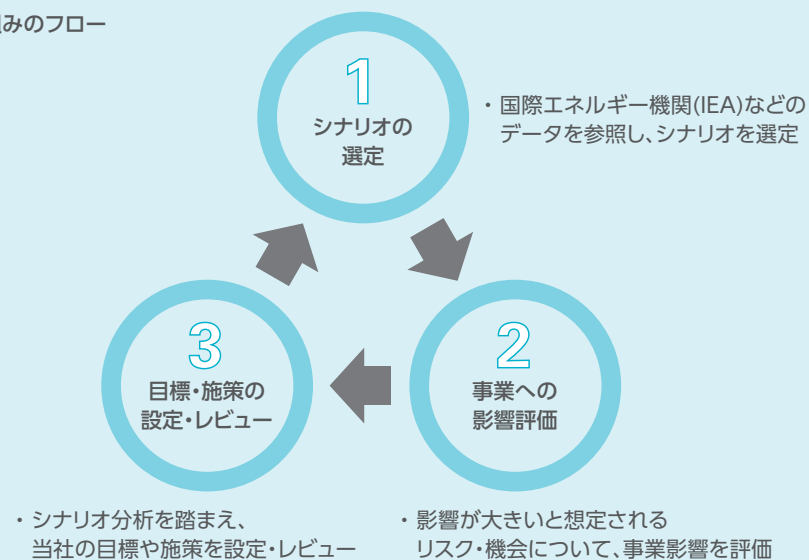 みのフロー
1
シナリオの
選定
・国際エネルギー機関(IEA)などの
データを参照し、シナリオを選定
2
事業への
影響評価
・影響が大きいと想定される
リスク・機会について、事業影響を評価
3
目標・施策の
設定・レビュー
・シナリオ分析を踏まえ、
当社の目標や施策を設定・レビュー